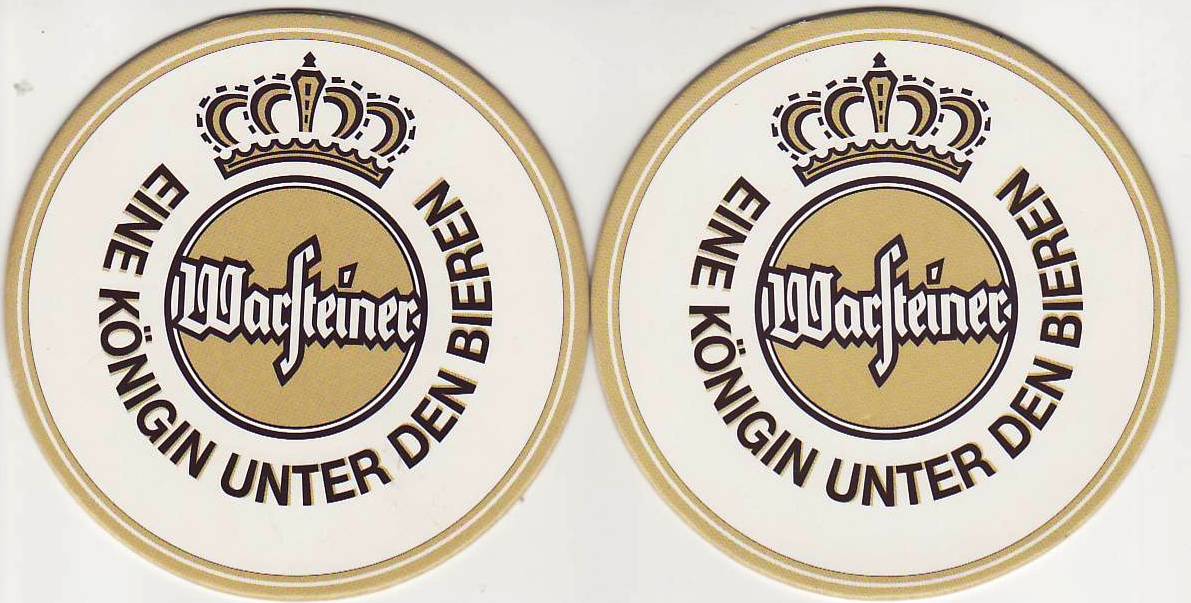 Warsteiner
EINE KÖNIGIN UNTER DEN BIEREN
Warsteiner
EINE KÖNIGIN UNTER DEN BIEREN